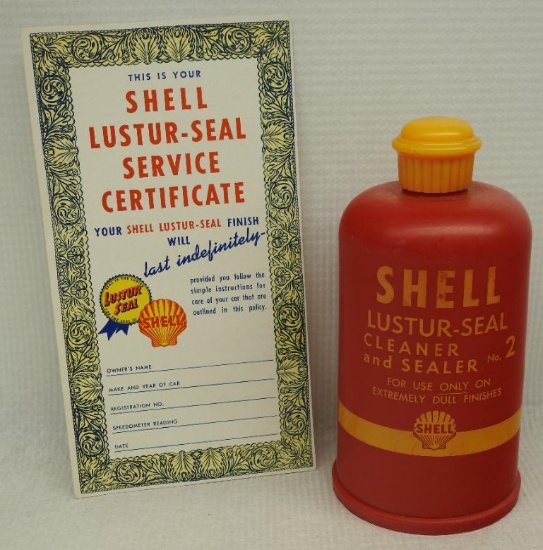 THIS IS YOUR
SHELL
LUSTUR-SEAL
SERVICE
CERTIFICATE
YOUR SHELL LUSTUR-SEAL FINISH
WILL
last indefinitely-
provided you follow the
simple instructions for
care of your car that are
outlined in this policy.
LUSTUR
SEAL
SHELL
OWNER'S NAME
MAKE AND YEAR OF CAR
REGISTRATION NO.
SPEEDOMETER READING
DATE
SHELL
LUSTUR-SEAL
CLEANER
and SEALER No. 2
FOR USE ONLY ON
EXTREMELY DULL FINISHES
SHELL